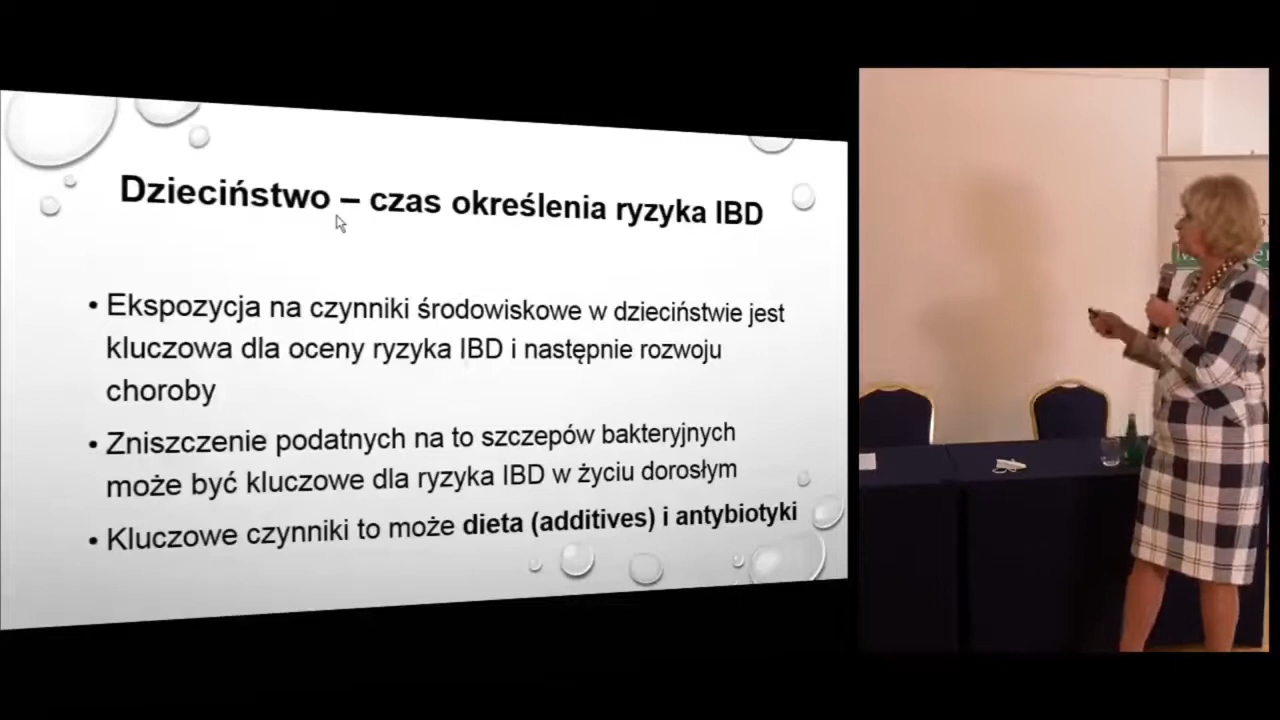 Dzieciństwo – czas określenia ryzyka IBD
• Ekspozycja na czynniki środowiskowe w dzieciństwie jest
kluczowa dla oceny ryzyka IBD i następnie rozwoju
choroby
• Zniszczenie podatnych na to szczepów bakteryjnych
może być kluczowe dla ryzyka IBD w życiu dorosłym
• Kluczowe czynniki to może dieta (additives) i antybiotyki